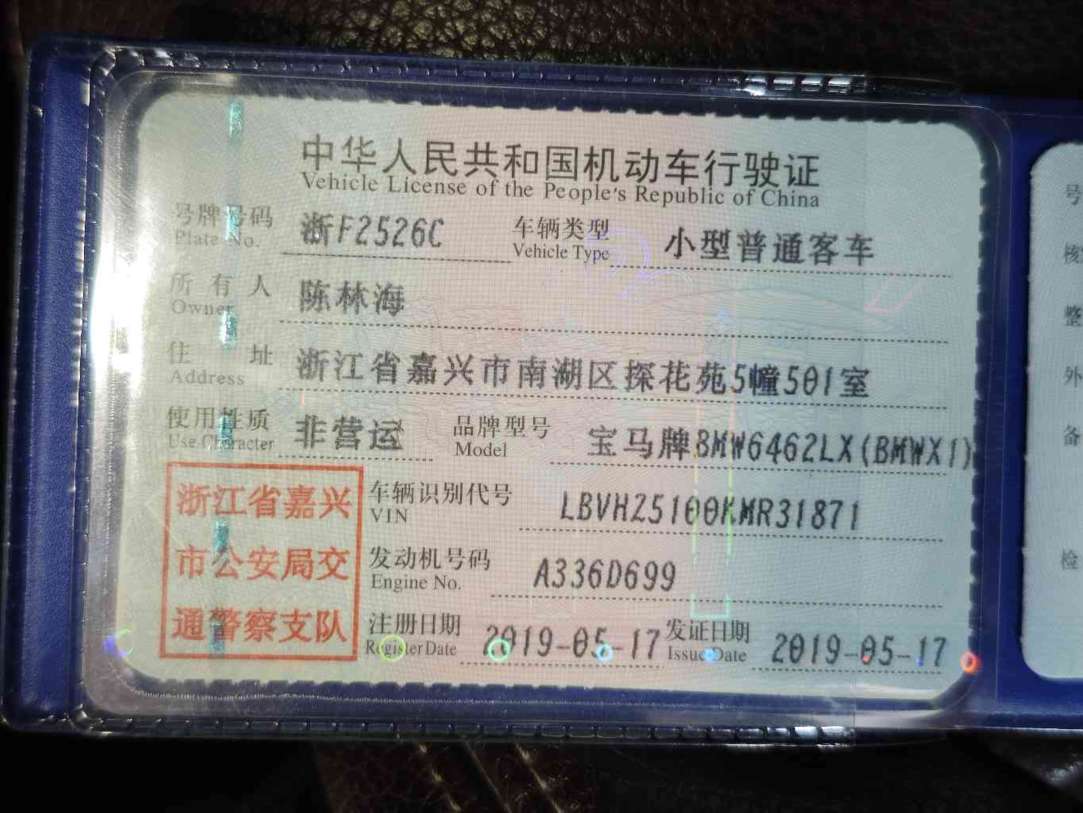 中华人民共和国机动车行驶证
Vehicle License of the People's Republic of China
号牌号码 浙F2526C 车辆类型 小型普通客车
Plate No. Vehicle Type
所有人 陈林海
Owner
住址 浙江省嘉兴市南湖区探花苑5幢501室
Address
使用性质 非营运 品牌型号 宝马牌BMW6462LX(BMWX1)
Use Character Model
浙江省嘉兴
市公安局交
通警察支队
车辆识别代号 LBVHZ5100KMR31871
VIN
发动机号码 A336D699
Engine No.
注册日期 2019-05-17 发证日期 2019-05-17
Register Date Issue Date
号
核
整
外
备
检